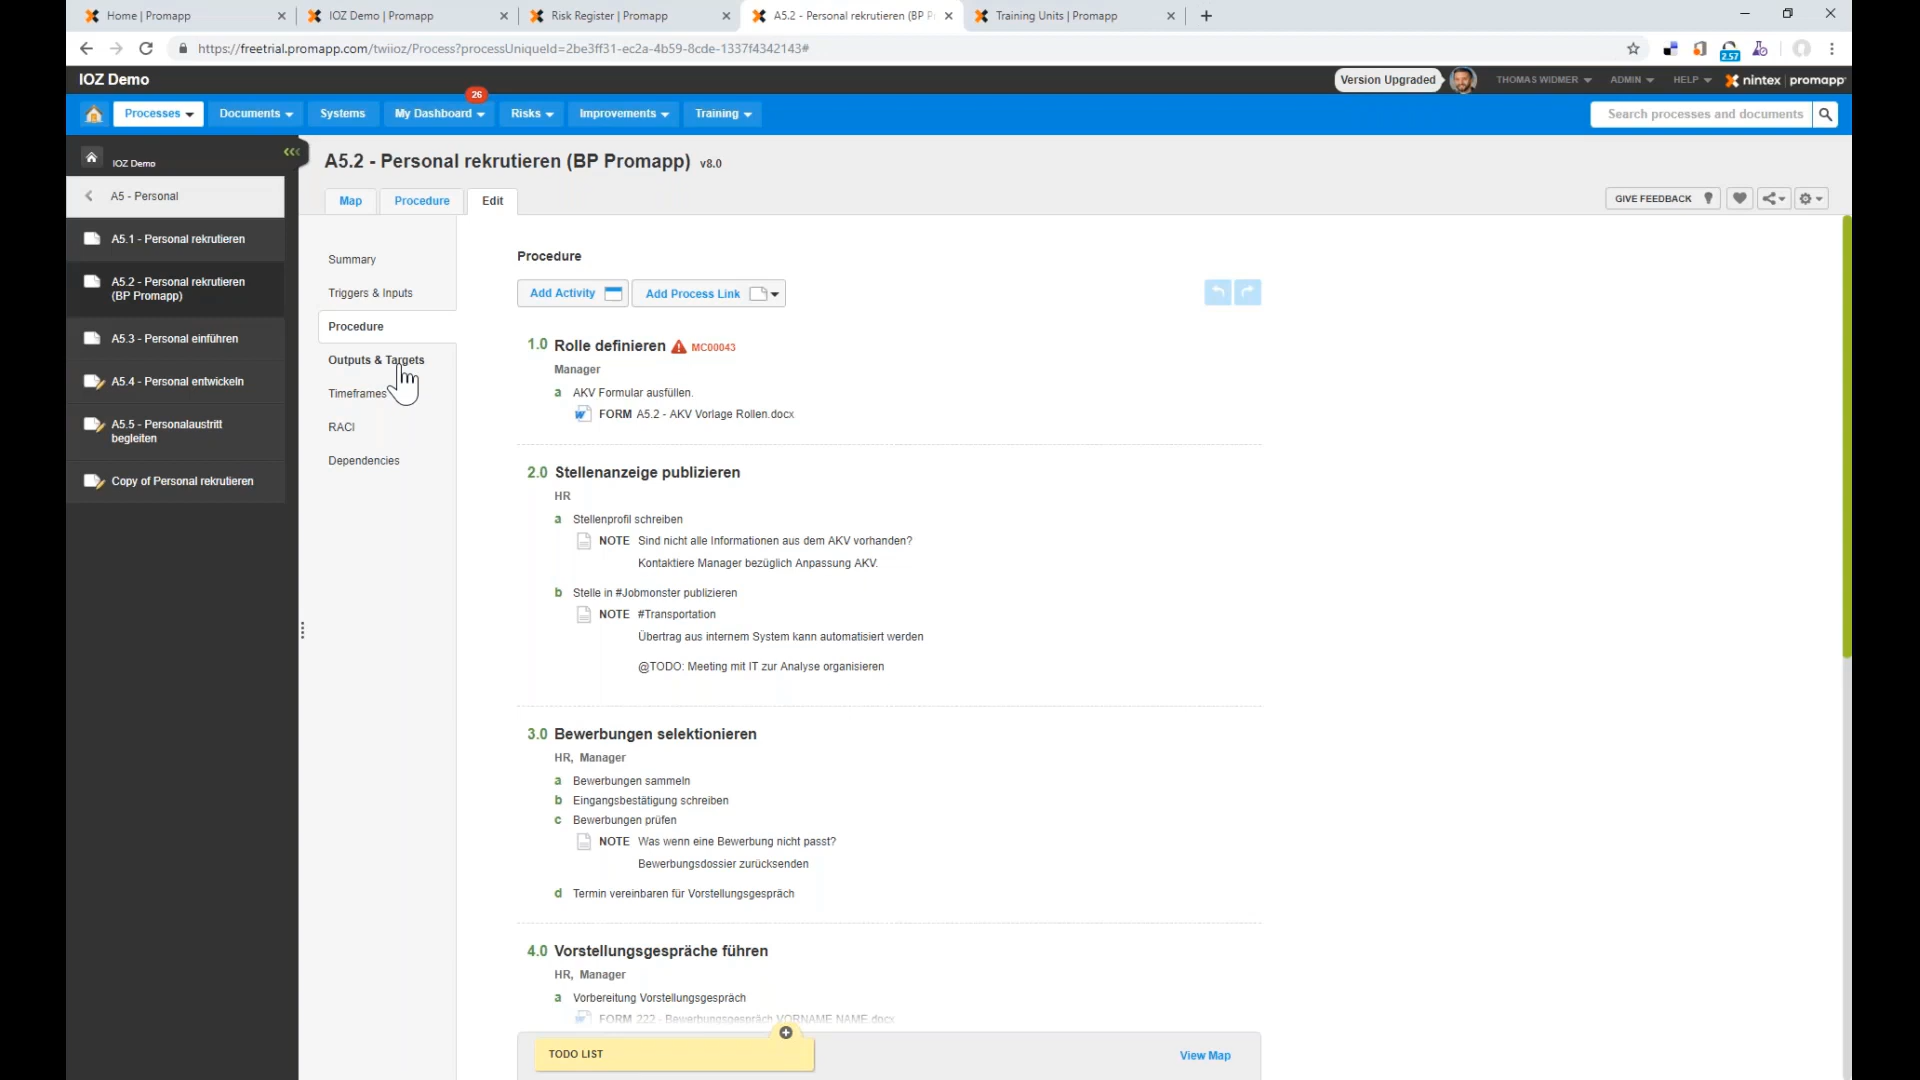 Home | Promapp
IOZ Demo | Promapp
Risk Register | Promapp
A5.2 - Personal rekrutieren (BP P
Training Units | Promapp
https://freetrial.promapp.com/twiioz/Process?processUniqueId=2be3ff31-ec2a-4b59-8cde-1337f4342143#
2.57
IOZ Demo
Version Upgraded
THOMAS WIDMER
ADMIN
HELP
nintex | promapp
Processes
Documents
Systems
My Dashboard
26
Risks
Improvements
Training
Search processes and documents
IOZ Demo
A5 - Personal
A5.1 - Personal rekrutieren
A5.2 - Personal rekrutieren
(BP Promapp)
A5.3 - Personal einführen
A5.4 - Personal entwickeln
A5.5 - Personalaustritt
begleiten
Copy of Personal rekrutieren
A5.2 - Personal rekrutieren (BP Promapp) v8.0
Map
Procedure
Edit
GIVE FEEDBACK
Summary
Triggers & Inputs
Procedure
Outputs & Targets
Timeframes
RACI
Dependencies
Procedure
Add Activity
Add Process Link
1.0 Rolle definieren MC00043
Manager
a AKV Formular ausfüllen.
FORM A5.2 - AKV Vorlage Rollen.docx
2.0 Stellenanzeige publizieren
HR
a Stellenprofil schreiben
NOTE Sind nicht alle Informationen aus dem AKV vorhanden?
Kontaktiere Manager bezüglich Anpassung AKV.
b Stelle in #Jobmonster publizieren
NOTE #Transportation
Übertrag aus internem System kann automatisiert werden
@TODO: Meeting mit IT zur Analyse organisieren
3.0 Bewerbungen selektionieren
HR, Manager
a Bewerbungen sammeln
b Eingangsbestätigung schreiben
c Bewerbungen prüfen
NOTE Was wenn eine Bewerbung nicht passt?
Bewerbungsdossier zurücksenden
d Termin vereinbaren für Vorstellungsgespräch
4.0 Vorstellungsgespräche führen
HR, Manager
a Vorbereitung Vorstellungsgespräch
FORM 222 - Bewerbungsgespräch VORNAME NAME.docx
TODO LIST
View Map